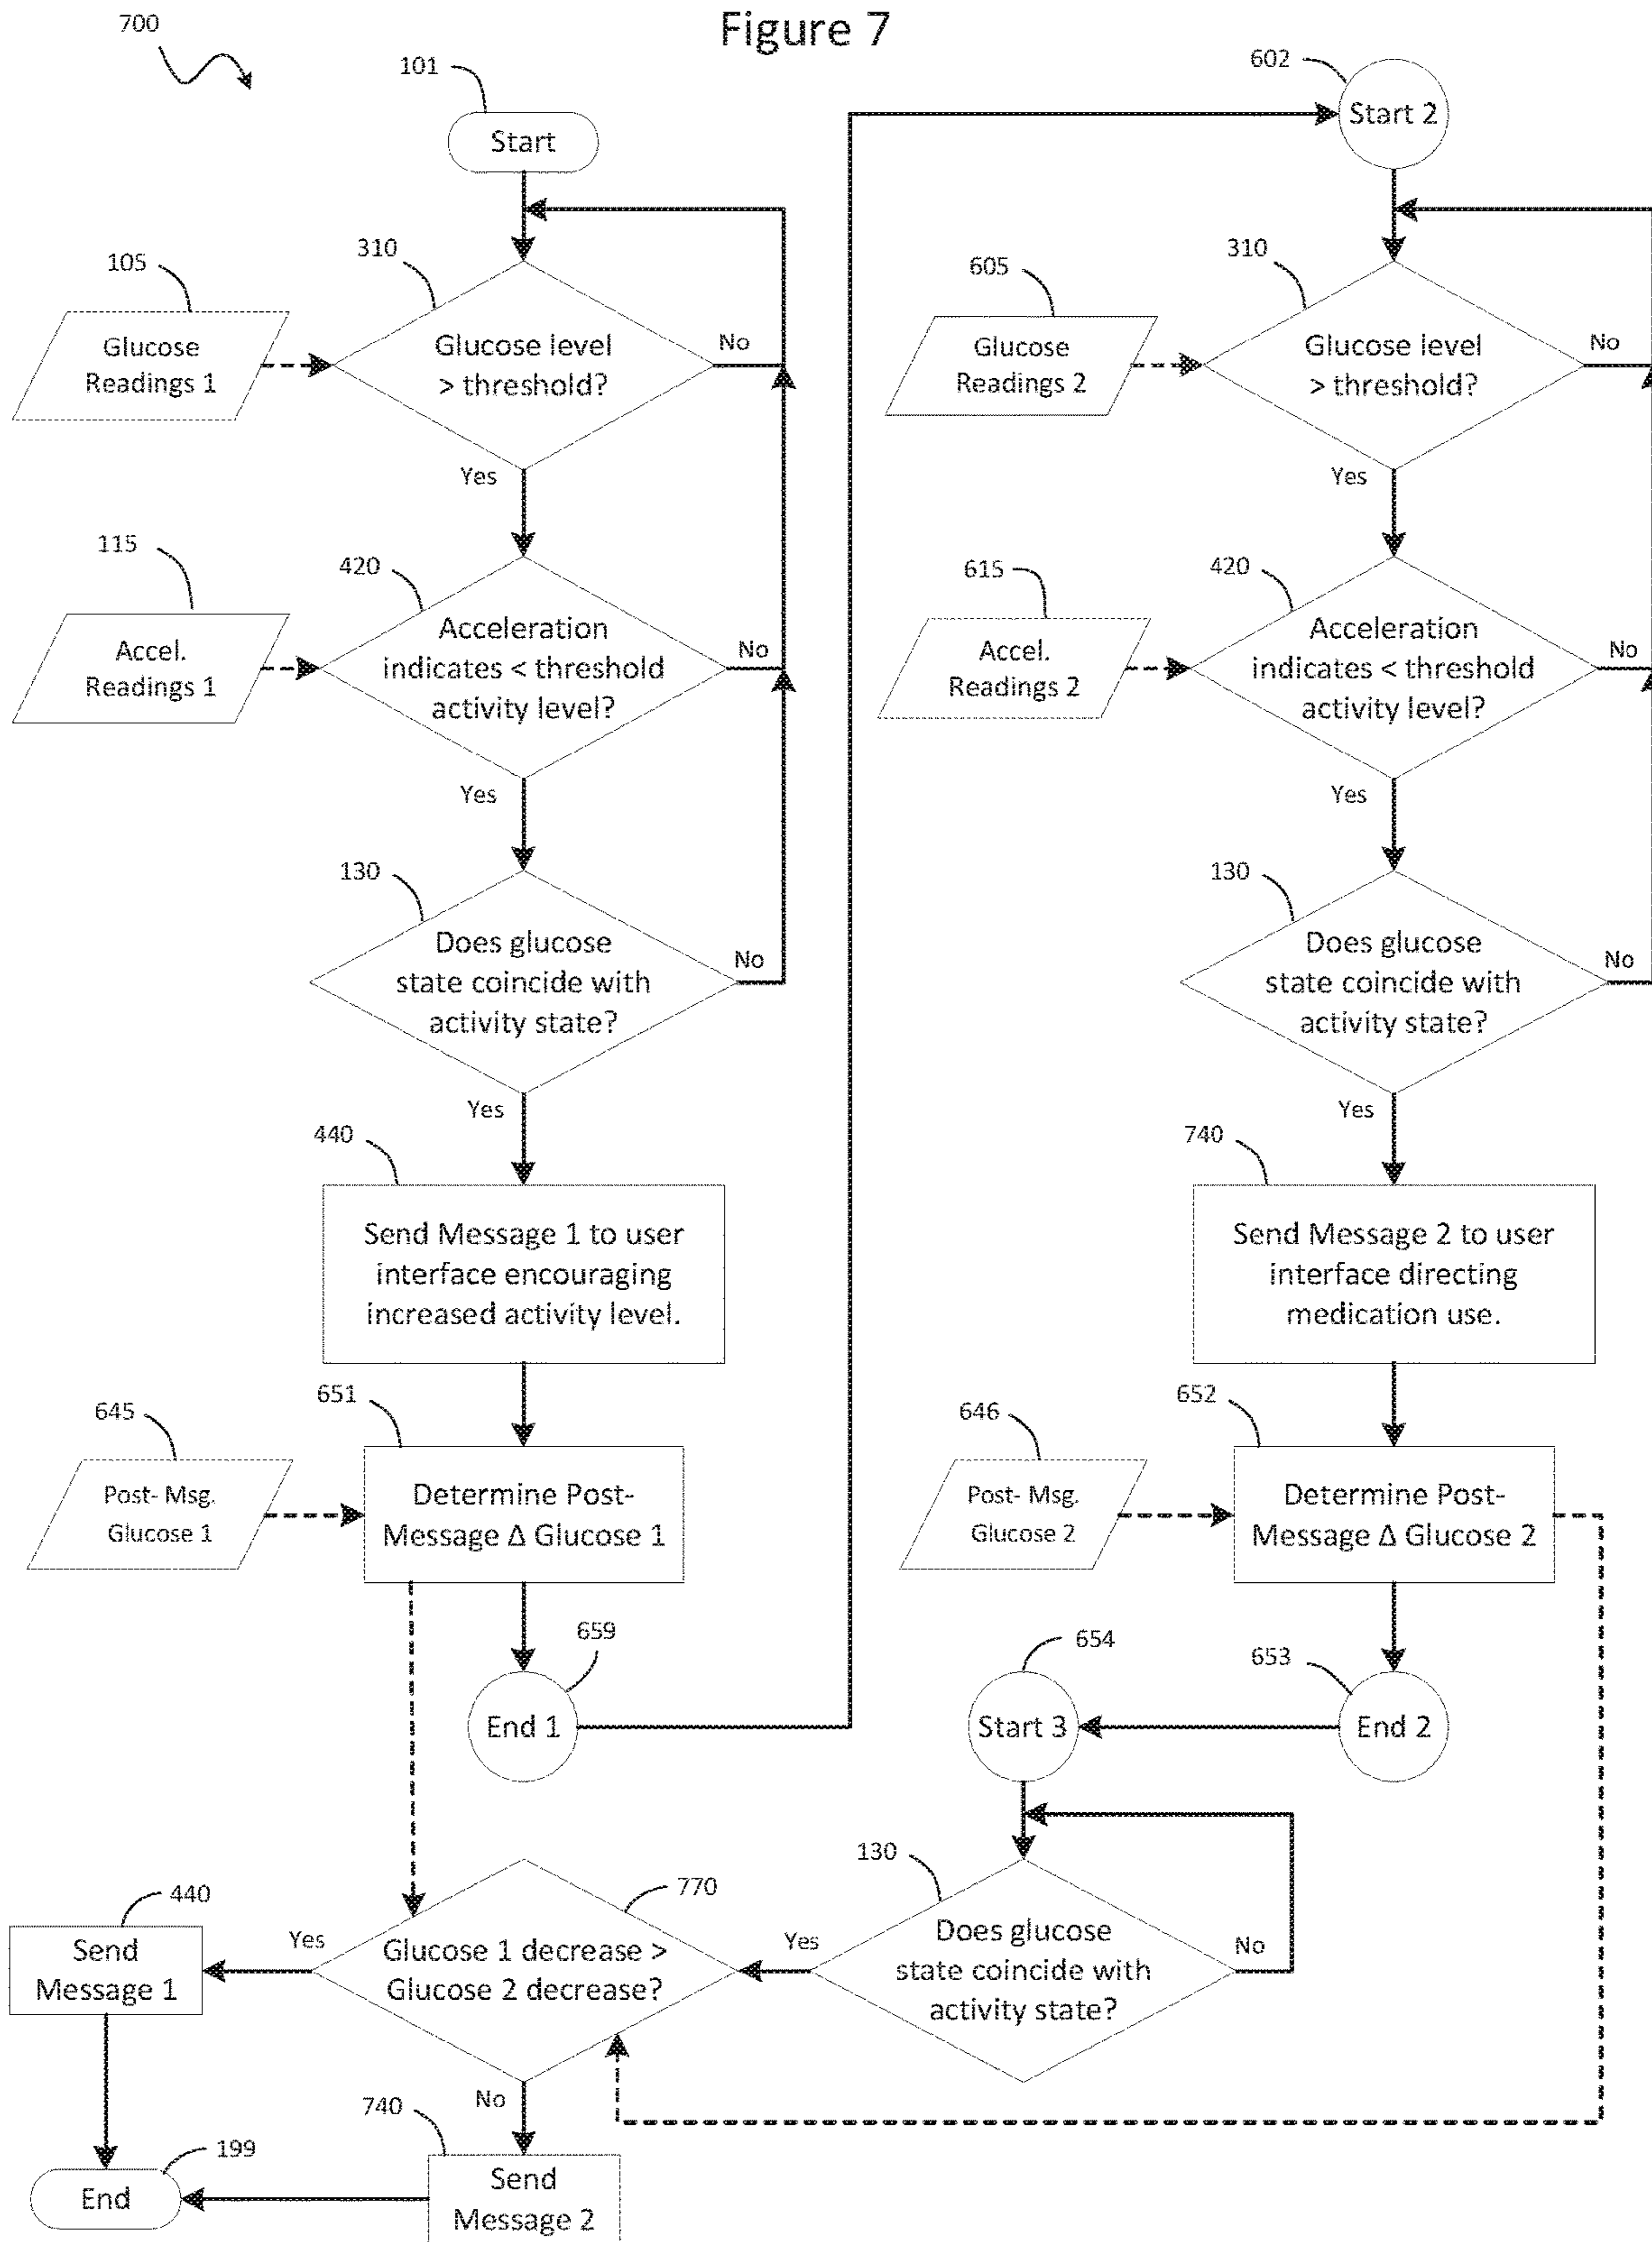 Figure 7
700
101
Start
602
Start 2
105
Glucose
Readings 1
310
Glucose level
> threshold?
No
Yes
605
Glucose
Readings 2
310
Glucose level
> threshold?
No
Yes
115
Accel.
Readings 1
420
Acceleration
indicates < threshold
activity level?
No
Yes
615
Accel.
Readings 2
420
Acceleration
indicates < threshold
activity level?
No
Yes
130
Does glucose
state coincide with
activity state?
No
Yes
130
Does glucose
state coincide with
activity state?
No
Yes
440
Send Message 1 to user
interface encouraging
increased activity level.
740
Send Message 2 to user
interface directing
medication use.
645
Post- Msg.
Glucose 1
651
Determine Post-
Message Δ Glucose 1
646
Post- Msg.
Glucose 2
652
Determine Post-
Message Δ Glucose 2
659
End 1
654
Start 3
653
End 2
440
Send
Message 1
Yes
770
Glucose 1 decrease >
Glucose 2 decrease?
Yes
130
Does glucose
state coincide with
activity state?
No
No
740
Send
Message 2
199
End